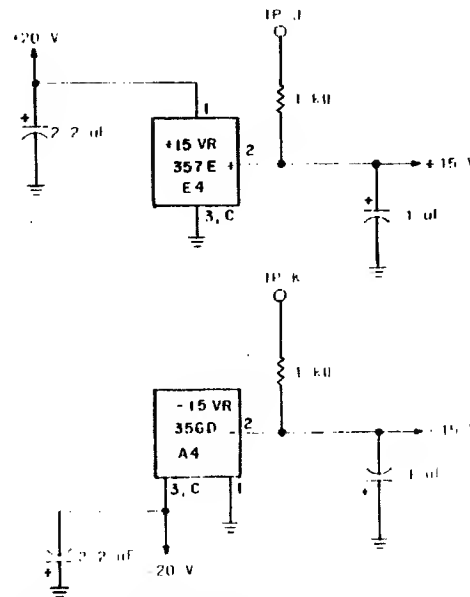 TP J
+20 V
1 kΩ
1
+
2.2 uF
+15 VR
357E +
E4
2
+15 V
3, C
+
1 uF
TP K
1 kΩ
-15 VR
35GD -
A4
2
-15 V
3, C
1
1 uF
+
2.2 uF
+
-20 V